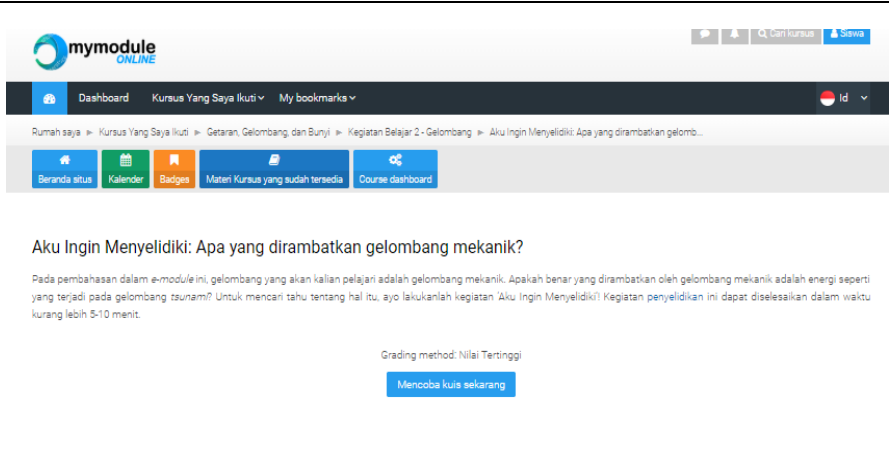 mymodule
ONLINE
Cari kursus
Siswa
Dashboard Kursus Yang Saya Ikuti My bookmarks
Id
Rumah saya ► Kursus Yang Saya Ikuti ► Getaran, Gelombang, dan Bunyi ► Kegiatan Belajar 2 - Gelombang ► Aku Ingin Menyelidiki: Apa yang dirambatkan gelomb...
Beranda situs Kalender Badges Materi Kursus yang sudah tersedia Course dashboard
Aku Ingin Menyelidiki: Apa yang dirambatkan gelombang mekanik?
Pada pembahasan dalam e-module ini, gelombang yang akan kalian pelajari adalah gelombang mekanik. Apakah benar yang dirambatkan oleh gelombang mekanik adalah energi seperti
yang terjadi pada gelombang tsunami? Untuk mencari tahu tentang hal itu, ayo lakukanlah kegiatan 'Aku Ingin Menyelidiki'! Kegiatan penyelidikan ini dapat diselesaikan dalam waktu
kurang lebih 5-10 menit.
Grading method: Nilai Tertinggi
Mencoba kuis sekarang